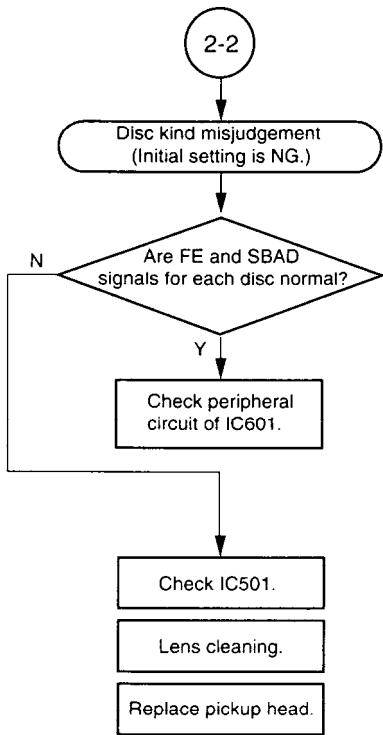 2-2
Disc kind misjudgement
(Initial setting is NG.)
Are FE and SBAD
signals for each disc normal?
N
Y
Check peripheral
circuit of IC601.
Check IC501.
Lens cleaning.
Replace pickup head.